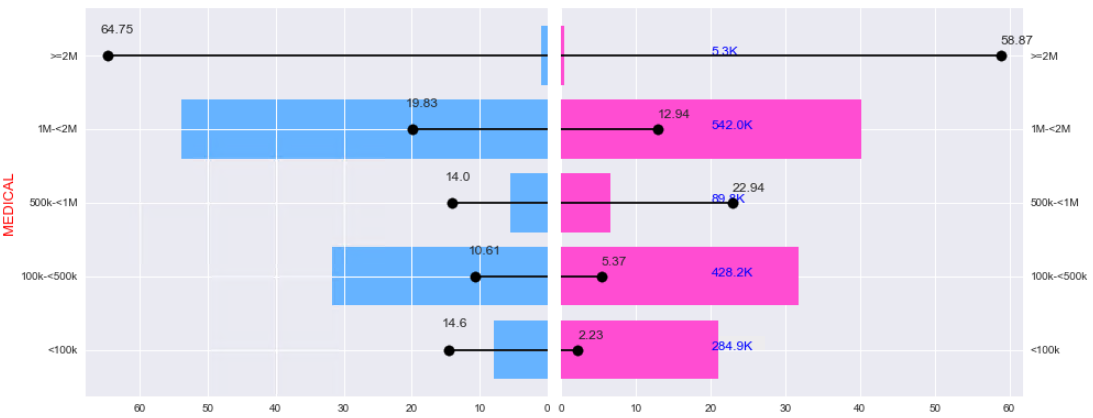 64.75
58.87
>=2M
5.3K
>=2M
19.83
12.94
1M-<2M
542.0K
1M-<2M
14.0
22.94
500k-<1M
89.8K
500k-<1M
MEDICAL
10.61
5.37
100k-<500k
428.2K
100k-<500k
14.6
2.23
<100k
284.9K
<100k
60 50 40 30 20 10 0 0 10 20 30 40 50 60